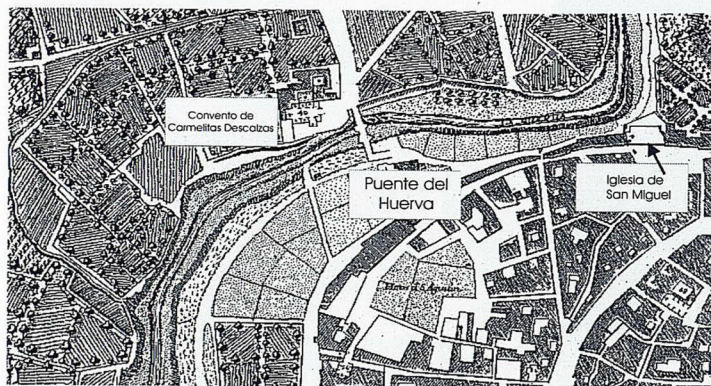 Convento de
Carmelitas Descalzas
Puente del
Huerva
Iglesia de
San Miguel